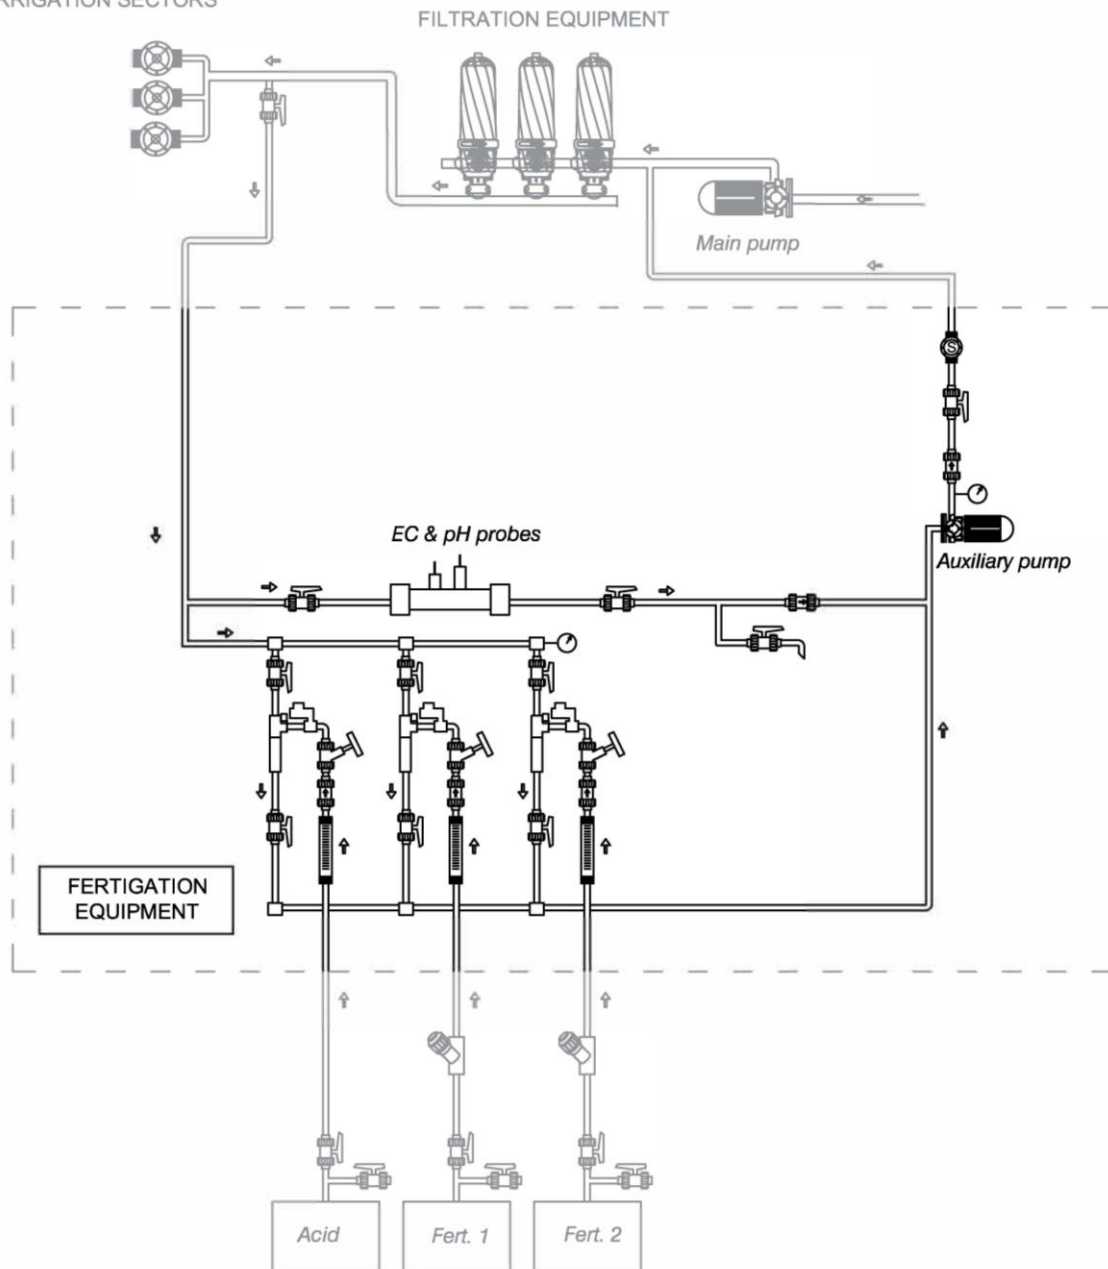 FILTRATION EQUIPMENT
Main pump
S
EC & pH probes
Auxiliary pump
FERTIGATION
EQUIPMENT
Acid
Fert. 1
Fert. 2